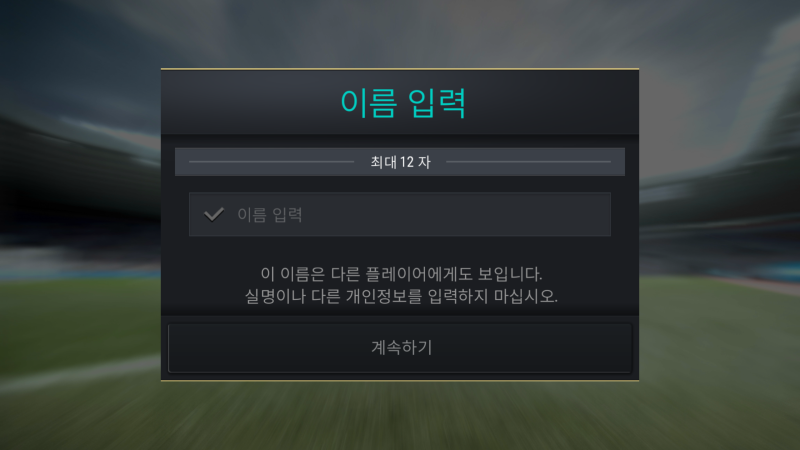 이름 입력
최대 12 자
이름 입력
이 이름은 다른 플레이어에게도 보입니다.
실명이나 다른 개인정보를 입력하지 마십시오.
계속하기